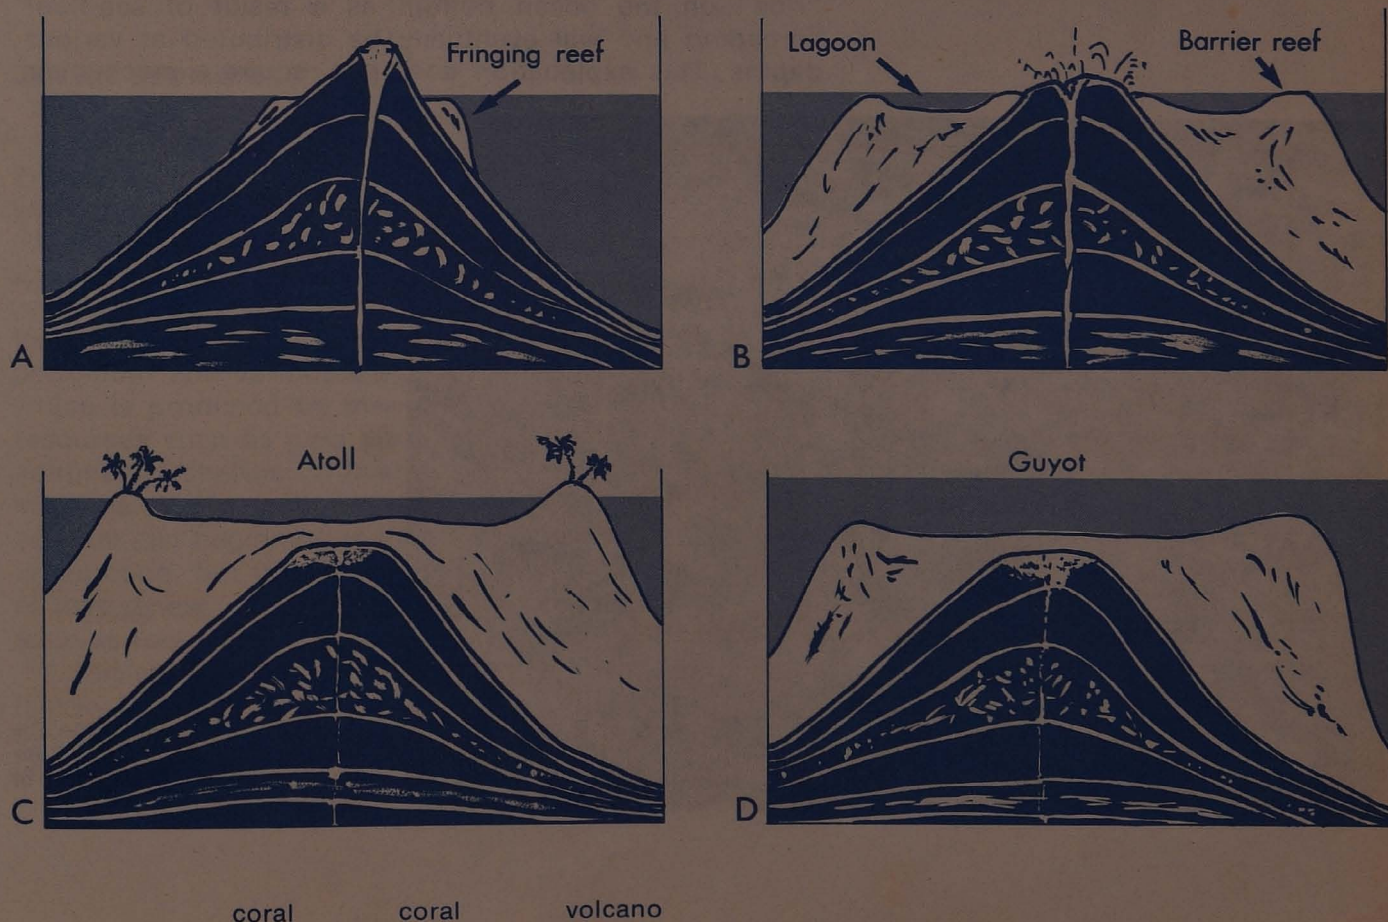 Fringing reef
A
Lagoon
Barrier reef
B
Atoll
C
Guyot
D
coral coral volcano